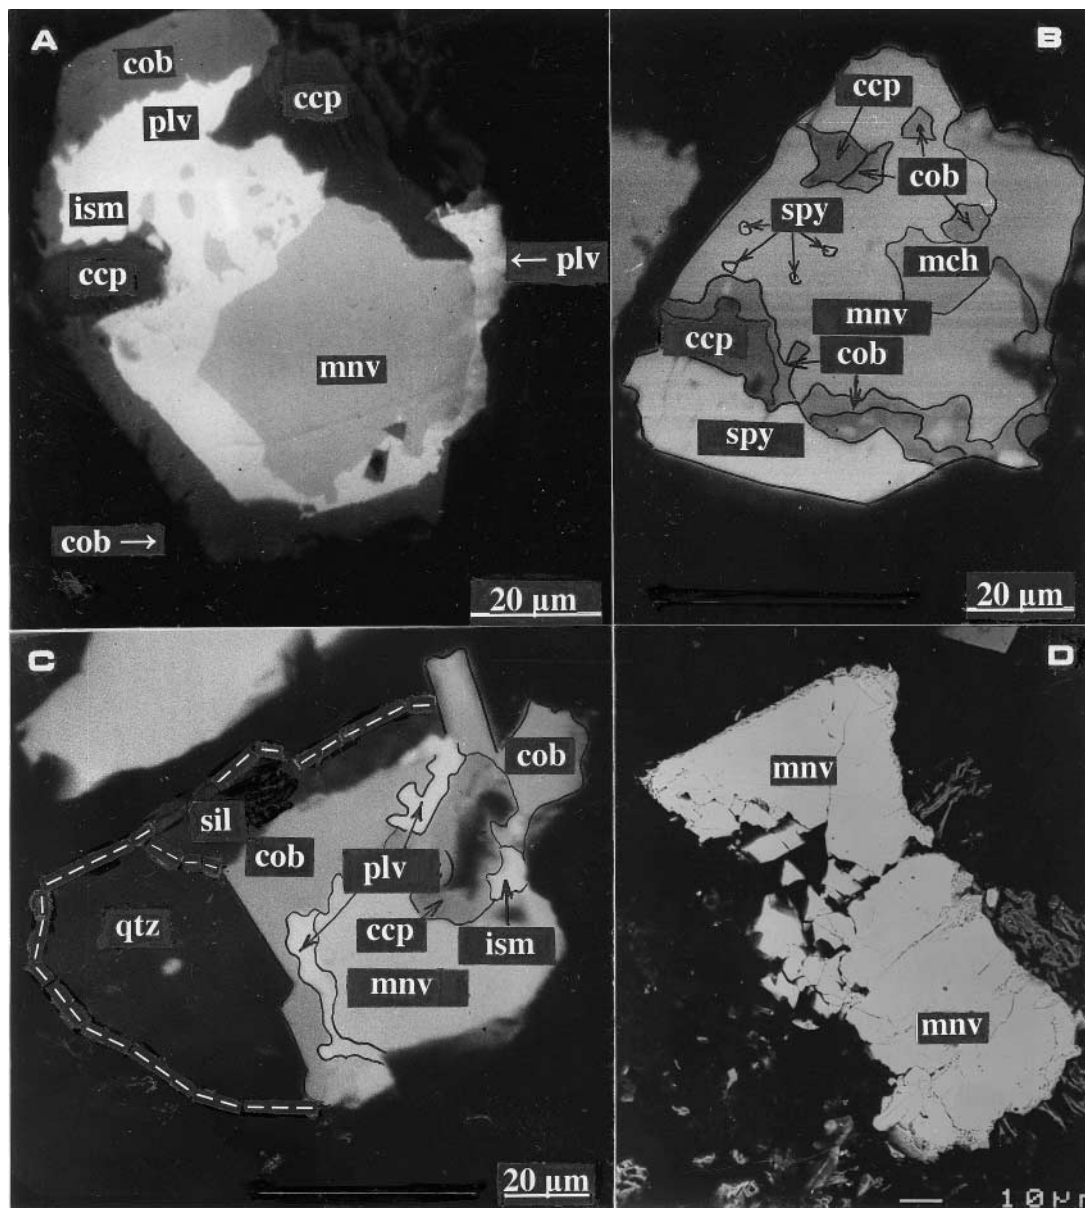 A
cob
ccp
plv
ism
ccp
← plv
mnv
cob →
20 µm
B
ccp
cob
spy
mch
mnv
ccp
cob
spy
20 µm
C
cob
sil
cob
plv
qtz
ccp
ism
mnv
20 µm
D
mnv
mnv
10µ